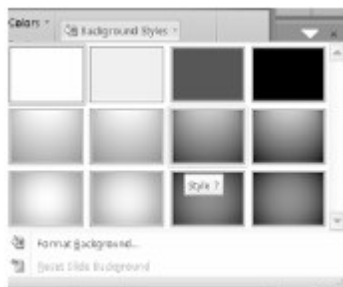 Colors
Background Styles
Style 7
Format Background...
Reset Slide Background